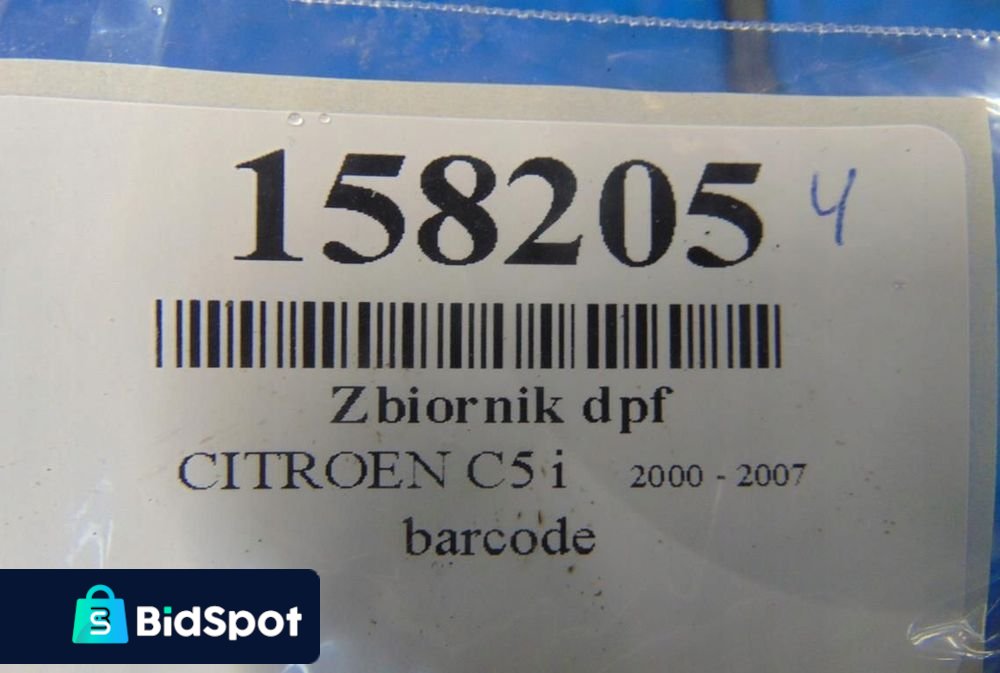 158205 4
Zbiornik dpf
CITROEN C5 i 2000 - 2007
barcode
BidSpot